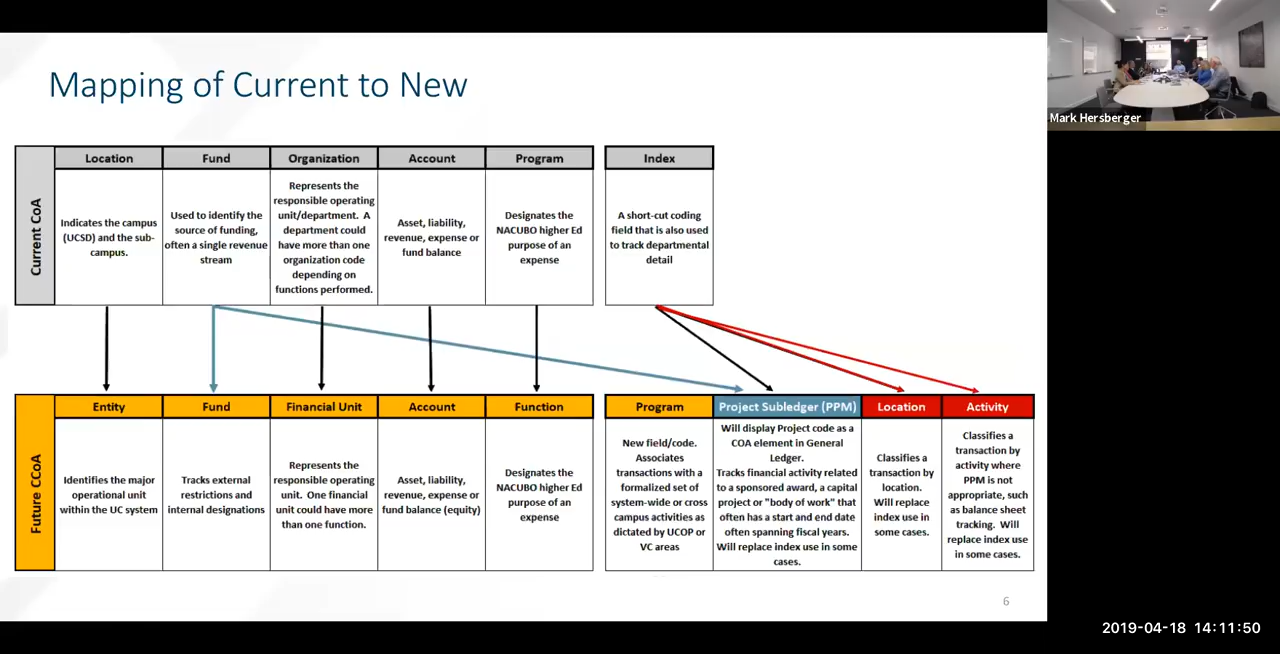 Mapping of Current to New
Current CoA
Location
Fund
Organization
Account
Program
Index
Indicates the campus
(UCSD) and the sub-
campus.
Used to identify the
source of funding,
often a single revenue
stream
Represents the
responsible operating
unit/department. A
department could
have more than one
organization code
depending on
functions performed.
Asset, liability,
revenue, expense or
fund balance
Designates the
NACUBO higher Ed
purpose of an
expense
A short-cut coding
field that is also used
to track departmental
detail
Future CCoA
Entity
Fund
Financial Unit
Account
Function
Program
Project Subledger (PPM)
Location
Activity
Identifies the major
operational unit
within the UC system
Tracks external
restrictions and
internal designations
Represents the
responsible operating
unit. One financial
unit could have more
than one function.
Asset, liability,
revenue, expense or
fund balance (equity)
Designates the
NACUBO higher Ed
purpose of an
expense
New field/code.
Associates
transactions with a
formalized set of
system-wide or cross
campus activities as
dictated by UCOP or
VC areas
Will display Project code as a
COA element in General
Ledger.
Tracks financial activity related
to a sponsored award, a capital
project or "body of work" that
often has a start and end date
often spanning fiscal years.
Will replace index use in some
cases.
Classifies a
transaction by
location.
Will replace
index use in
some cases.
Classifies a
transaction by
activity where
PPM is not
appropriate, such
as balance sheet
tracking. Will
replace index use
in some cases.
6
Mark Hersberger
2019-04-18 14:11:50